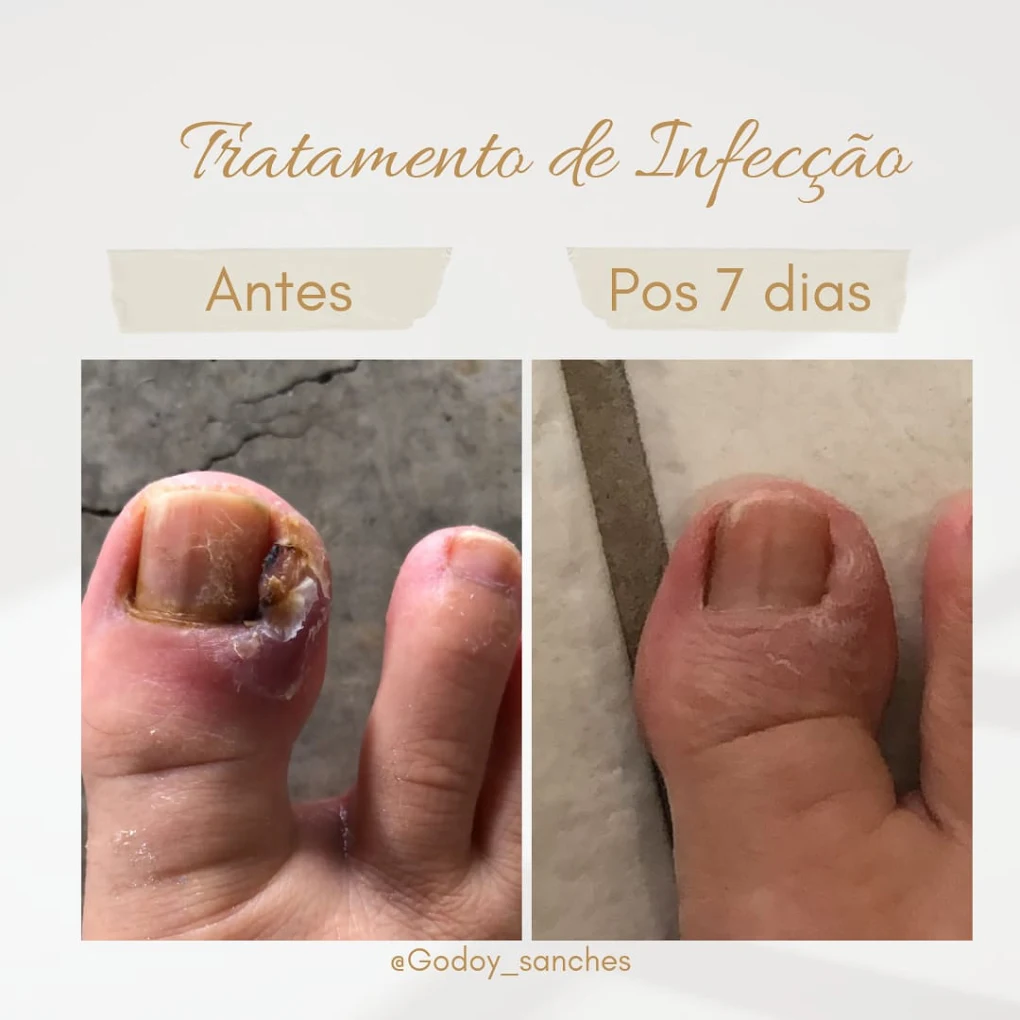 Tratamento de Infecção
Antes
Pos 7 dias
@Godoy_sanches